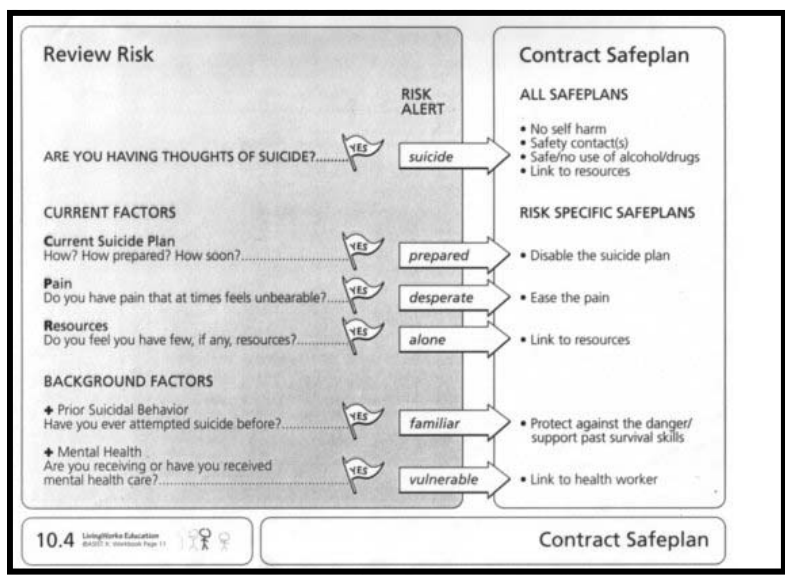 Review Risk
RISK
ALERT
ARE YOU HAVING THOUGHTS OF SUICIDE?..... YES suicide
CURRENT FACTORS
Current Suicide Plan
How? How prepared? How soon?..... YES prepared
Pain
Do you have pain that at times feels unbearable?.... YES desperate
Resources
Do you feel you have few, if any, resources?..... YES alone
BACKGROUND FACTORS
+ Prior Suicidal Behavior
Have you ever attempted suicide before?..... YES familiar
+ Mental Health
Are you receiving or have you received
mental health care?..... YES vulnerable
Contract Safeplan
ALL SAFEPLANS
• No self harm
• Safety contact(s)
• Safe/no use of alcohol/drugs
• Link to resources
RISK SPECIFIC SAFEPLANS
• Disable the suicide plan
• Ease the pain
• Link to resources
• Protect against the danger/
support past survival skills
• Link to health worker
10.4 LivingWorks Education
Workbook Page 11
Contract Safeplan